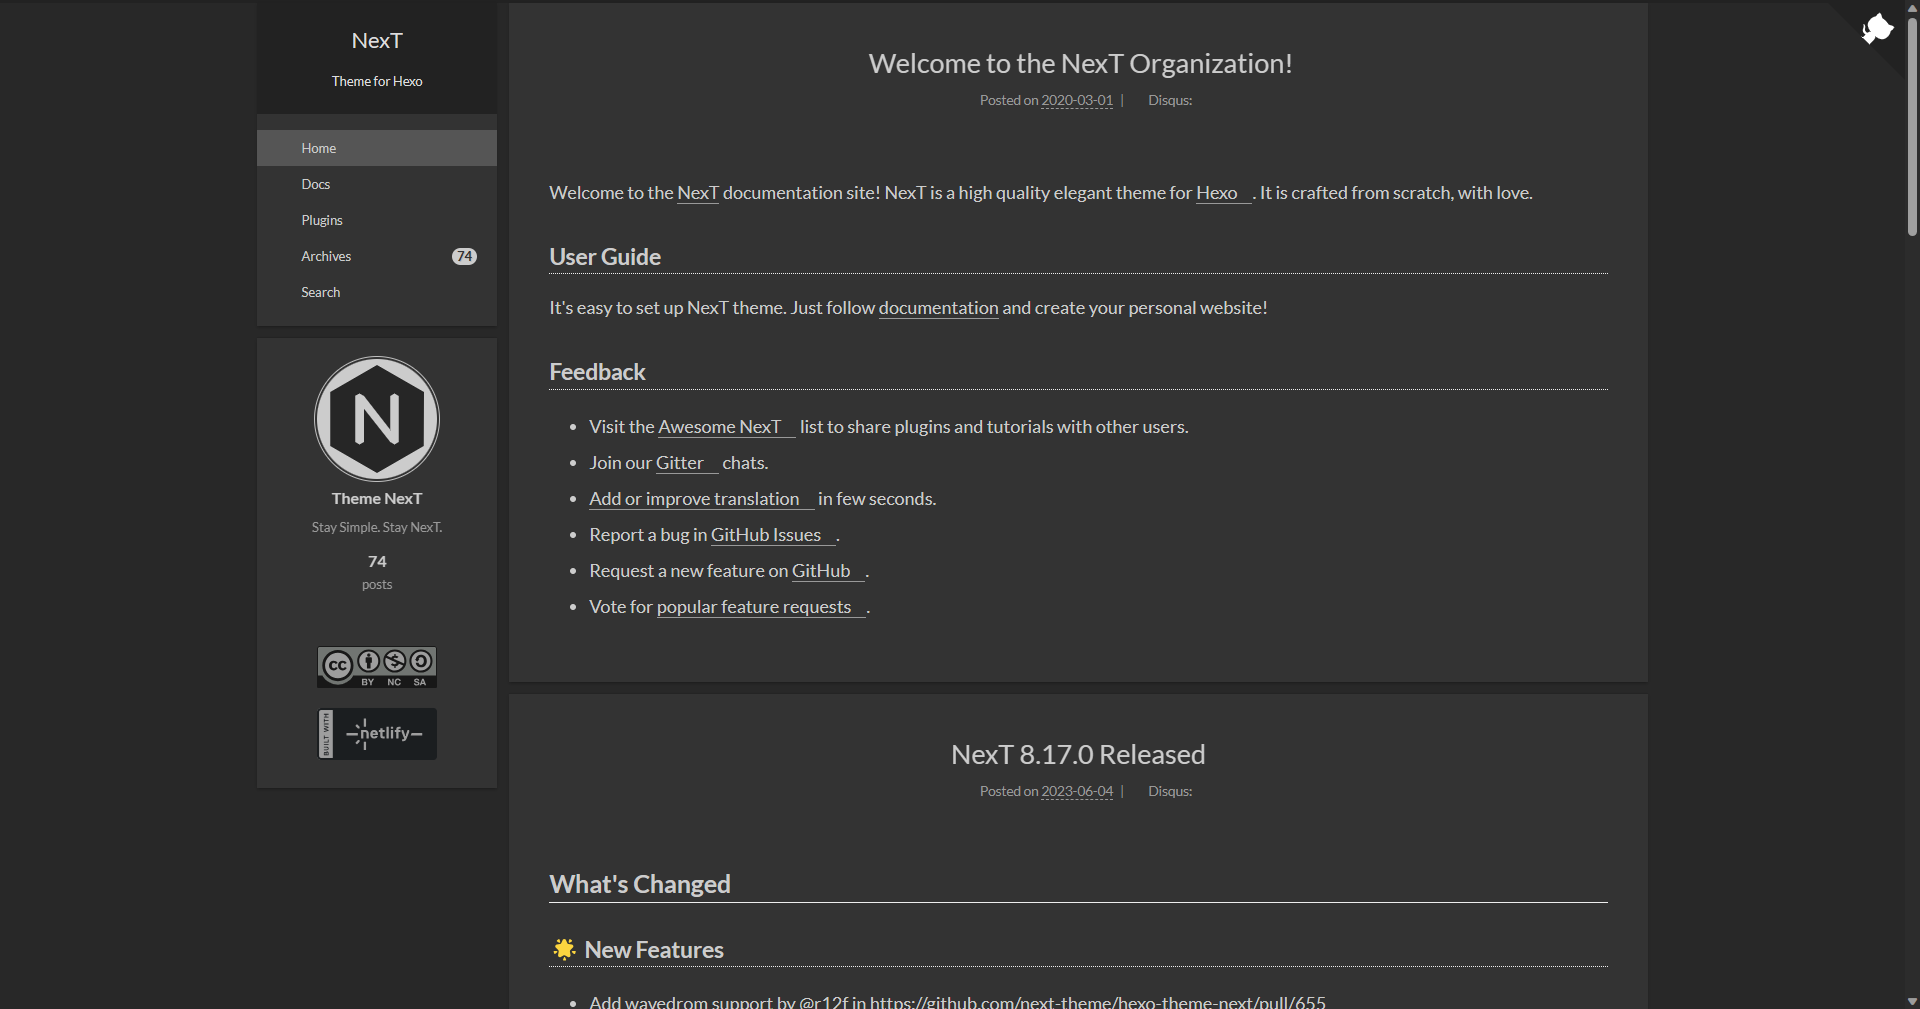 NexT
Theme for Hexo
Home
Docs
Plugins
Archives 74
Search
N
Theme NexT
Stay Simple. Stay NexT.
74
posts
cc
BY NC SA
BUILT WITH
netlify
Welcome to the NexT Organization!
Posted on 2020-03-01 | Disqus:
Welcome to the NexT documentation site! NexT is a high quality elegant theme for Hexo . It is crafted from scratch, with love.
User Guide
It's easy to set up NexT theme. Just follow documentation and create your personal website!
Feedback
• Visit the Awesome NexT list to share plugins and tutorials with other users.
• Join our Gitter chats.
• Add or improve translation in few seconds.
• Report a bug in GitHub Issues .
• Request a new feature on GitHub .
• Vote for popular feature requests .
NexT 8.17.0 Released
Posted on 2023-06-04 | Disqus:
What's Changed
🌟 New Features
• Add wavedrom support by @r12f in https://github.com/next-theme/hexo-theme-next/pull/655